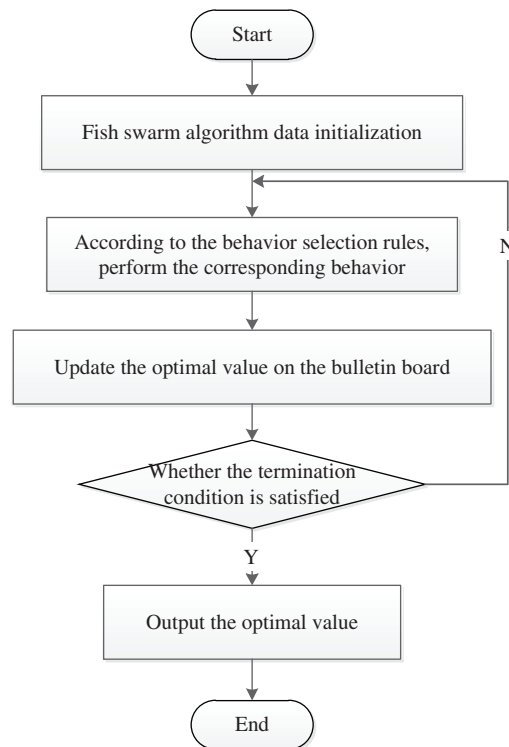 Start
Fish swarm algorithm data initialization
According to the behavior selection rules,
perform the corresponding behavior
N
Update the optimal value on the bulletin board
Whether the termination
condition is satisfied
Y
Output the optimal value
End